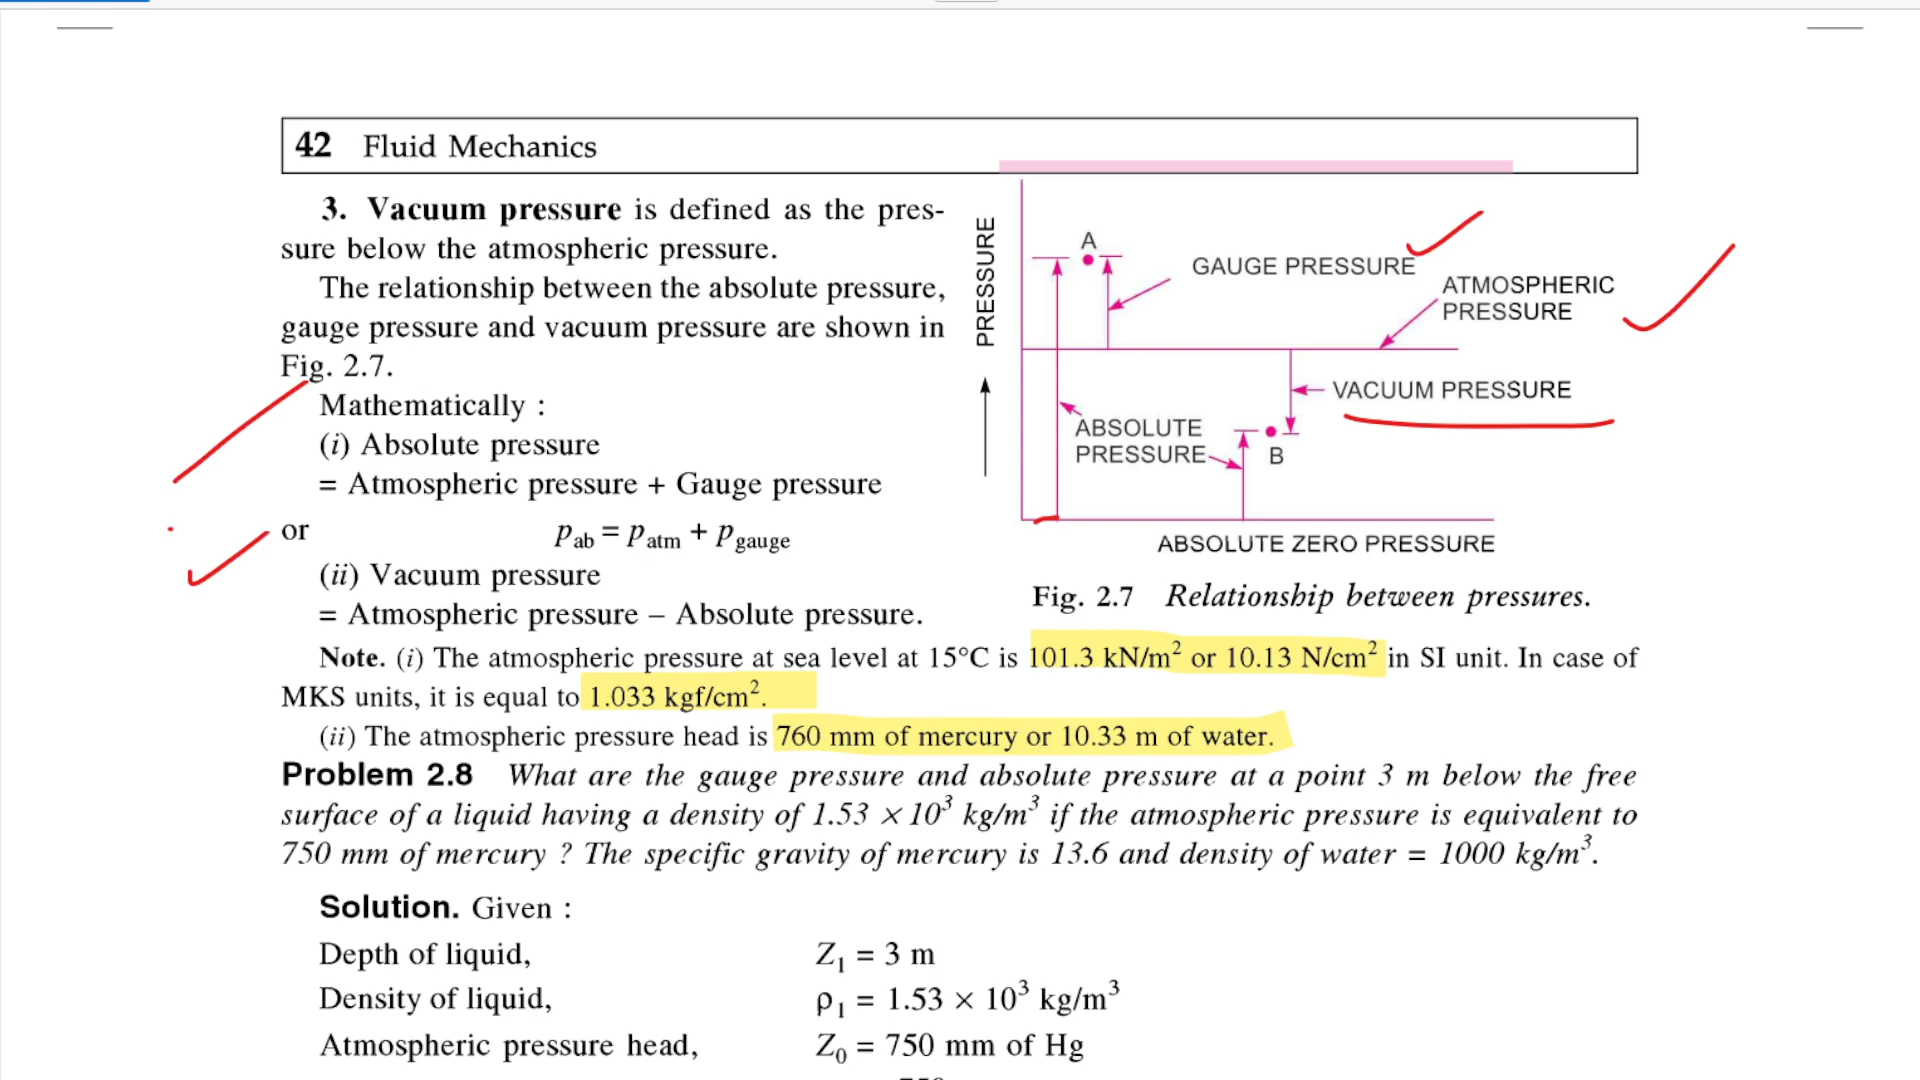 42 Fluid Mechanics
3. Vacuum pressure is defined as the pres-
sure below the atmospheric pressure.
The relationship between the absolute pressure,
gauge pressure and vacuum pressure are shown in
Fig. 2.7.
Mathematically :
(i) Absolute pressure
= Atmospheric pressure + Gauge pressure
or p_ab = p_atm + p_gauge
(ii) Vacuum pressure
= Atmospheric pressure – Absolute pressure.
PRESSURE
A
GAUGE PRESSURE
ATMOSPHERIC
PRESSURE
VACUUM PRESSURE
ABSOLUTE
PRESSURE
B
ABSOLUTE ZERO PRESSURE
Fig. 2.7 Relationship between pressures.
Note. (i) The atmospheric pressure at sea level at 15°C is 101.3 kN/m² or 10.13 N/cm² in SI unit. In case of
MKS units, it is equal to 1.033 kgf/cm².
(ii) The atmospheric pressure head is 760 mm of mercury or 10.33 m of water.
Problem 2.8 What are the gauge pressure and absolute pressure at a point 3 m below the free
surface of a liquid having a density of 1.53 × 10³ kg/m³ if the atmospheric pressure is equivalent to
750 mm of mercury ? The specific gravity of mercury is 13.6 and density of water = 1000 kg/m³.
Solution. Given :
Depth of liquid, Z₁ = 3 m
Density of liquid, ρ₁ = 1.53 × 10³ kg/m³
Atmospheric pressure head, Z₀ = 750 mm of Hg